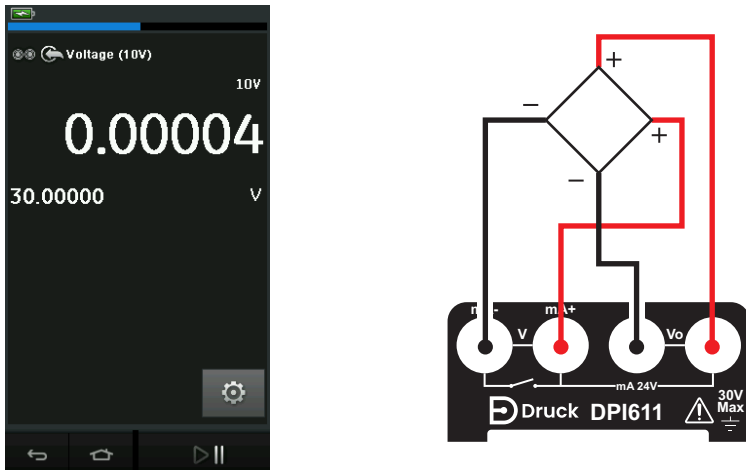 Voltage (10V)
10V
0.00004
30.00000 V
+
−
+
−
mA- mA+
V Vo
mA 24V
Druck DPI611
30V
Max